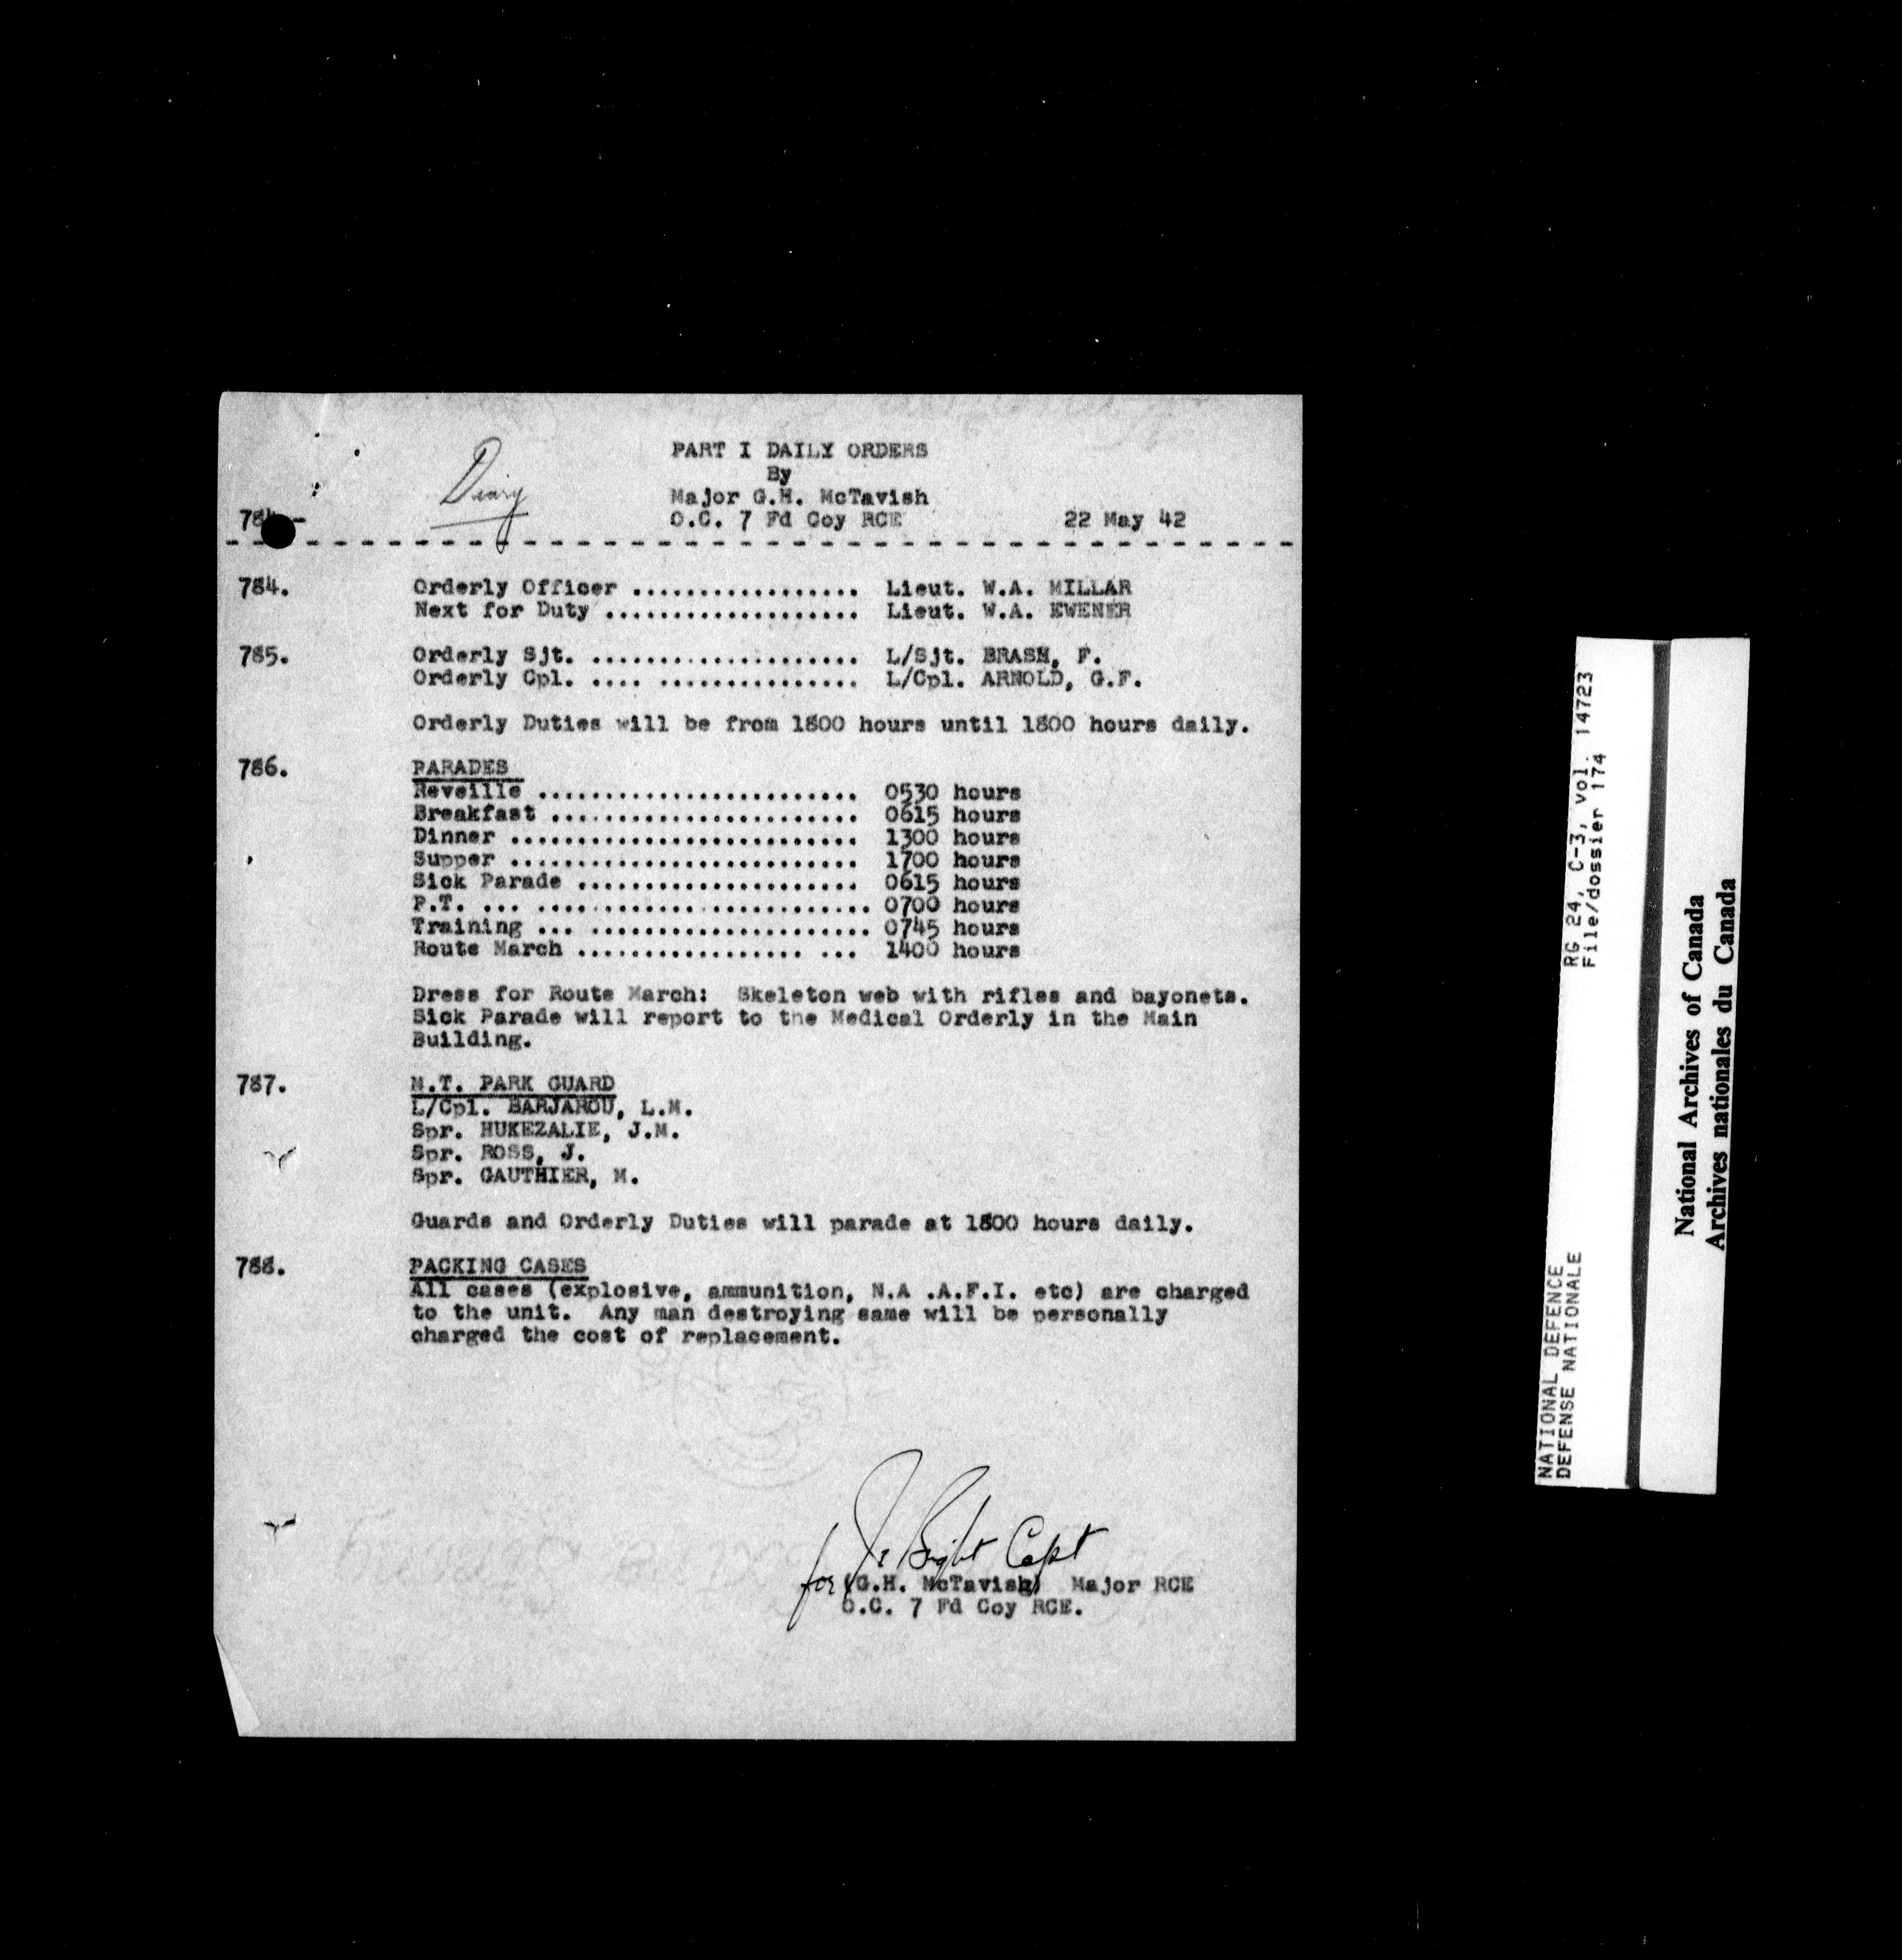 PART I DAILY ORDERS
By
Diary
Major G.H. McTavish
O.C. 7 Fd Coy RCE 22 May 42
784.
784. Orderly Officer ................. Lieut. W.A. MILLAR
Next for Duty ................... Lieut. W.A. EWENER
785. Orderly Sjt. .................... L/Sjt. BRASH, F.
Orderly Cpl. .... ............... L/Cpl. ARNOLD, G.F.
Orderly Duties will be from 1800 hours until 1800 hours daily.
786. PARADES
Reveille ........................ 0530 hours
Breakfast ....................... 0615 hours
Dinner .......................... 1300 hours
Supper .......................... 1700 hours
Sick Parade ..................... 0615 hours
P.T. ... ......................... 0700 hours
Training ... ..................... 0745 hours
Route March ................. ... 1400 hours
Dress for Route March: Skeleton web with rifles and bayonets.
Sick Parade will report to the Medical Orderly in the Main
Building.
787. M.T. PARK GUARD
L/Cpl. BARJAROU, L.M.
Spr. HUKEZALIE, J.M.
Spr. ROSS, J.
Spr. GAUTHIER, M.
Guards and Orderly Duties will parade at 1800 hours daily.
788. PACKING CASES
All cases (explosive, ammunition, N.A .A.F.I. etc) are charged
to the unit. Any man destroying same will be personally
charged the cost of replacement.
for Capt
(G.H. McTavish) Major RCE
O.C. 7 Fd Coy RCE.
NATIONAL DEFENCE RG 24, C-3, vol. 14723
DEFENSE NATIONALE File/dossier 174
National Archives of Canada
Archives nationales du Canada